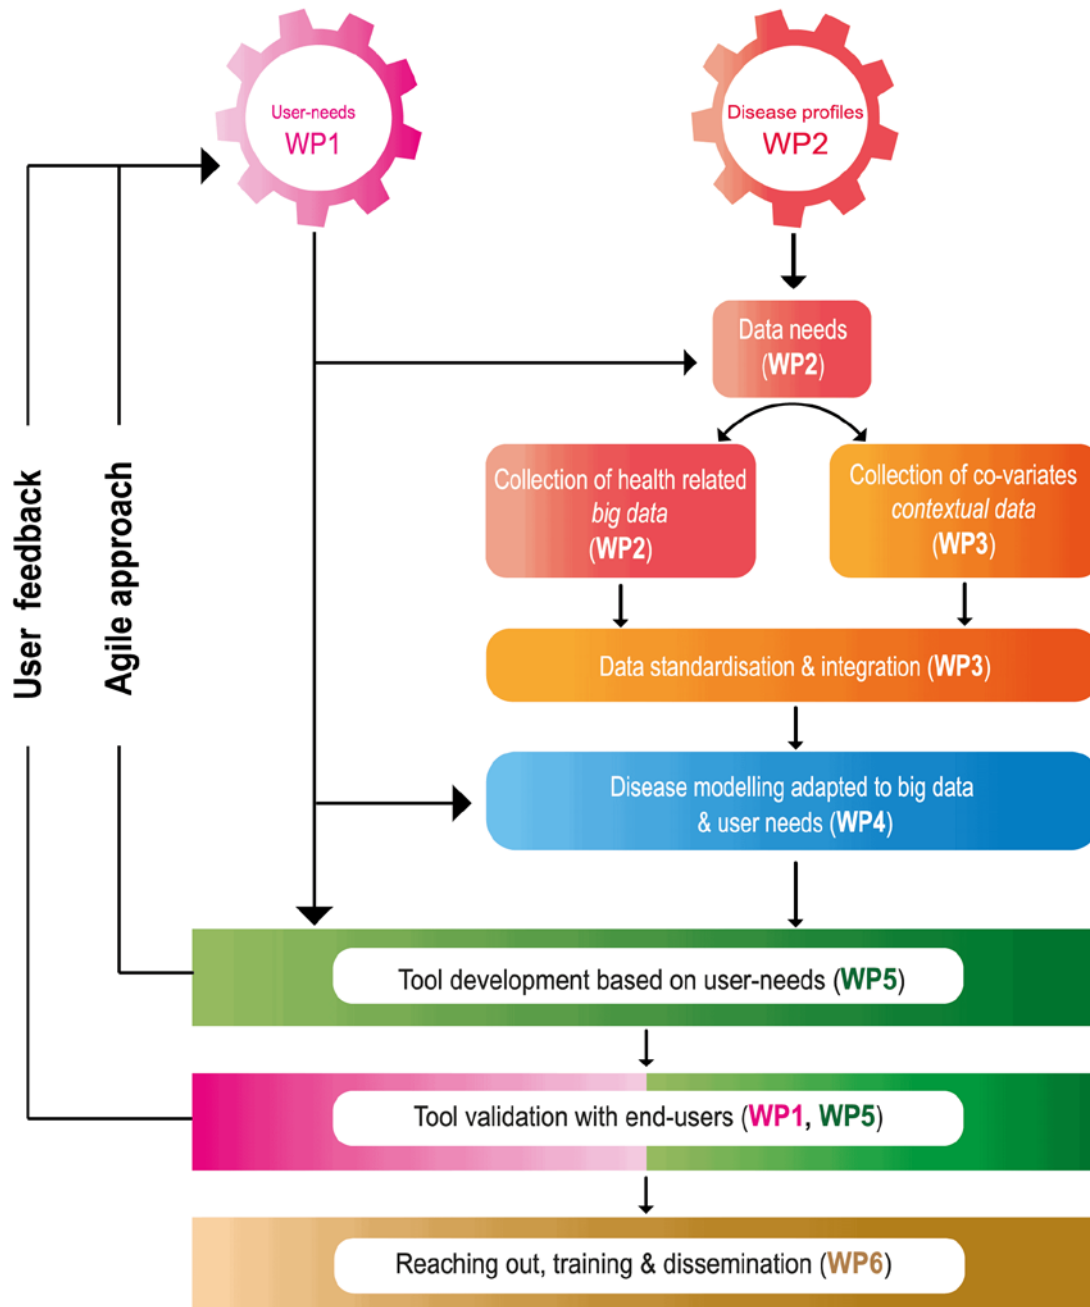 User-needs
WP1
Disease profiles
WP2
Data needs
(WP2)
Collection of health related
big data
(WP2)
Collection of co-variates
contextual data
(WP3)
Data standardisation & integration (WP3)
Disease modelling adapted to big data
& user needs (WP4)
User feedback
Agile approach
Tool development based on user-needs (WP5)
Tool validation with end-users (WP1, WP5)
Reaching out, training & dissemination (WP6)